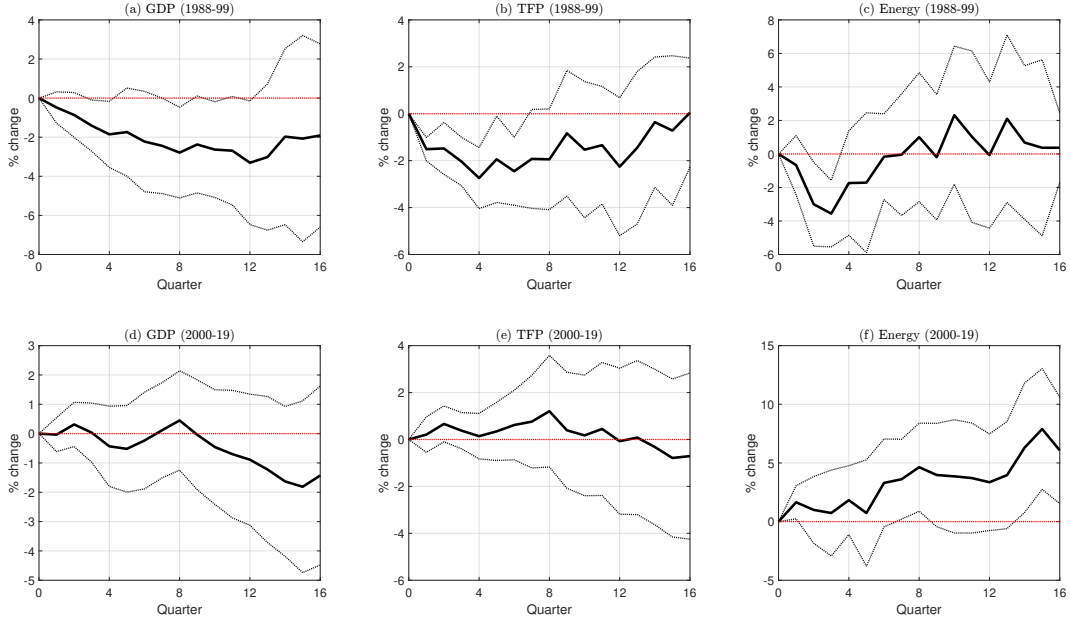 (a) GDP (1988-99)
4
2
0
-2
-4
-6
-8
% change
0 4 8 12 16
Quarter
(b) TFP (1988-99)
4
2
0
-2
-4
-6
% change
0 4 8 12 16
Quarter
(c) Energy (1988-99)
8
6
4
2
0
-2
-4
-6
% change
0 4 8 12 16
Quarter
(d) GDP (2000-19)
3
2
1
0
-1
-2
-3
-4
-5
% change
0 4 8 12 16
Quarter
(e) TFP (2000-19)
4
2
0
-2
-4
-6
% change
0 4 8 12 16
Quarter
(f) Energy (2000-19)
15
10
5
0
-5
% change
0 4 8 12 16
Quarter